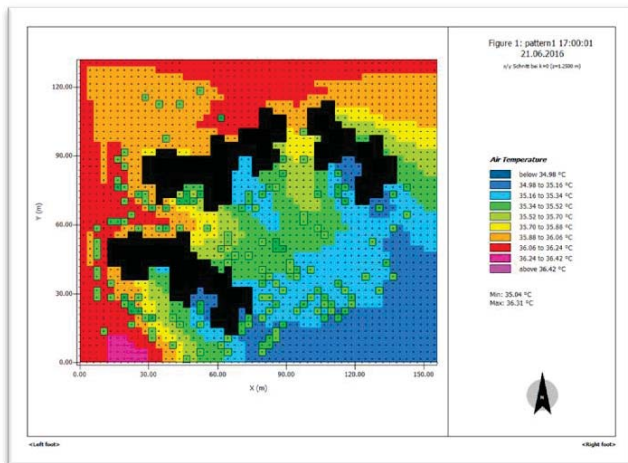 Figure 1: pattern1 17:00:01
21.06.2016
x/y Schnitt bei k=0 (z=1.2500 m)
120.00
90.00
60.00
30.00
0.00
Y (m)
0.00 30.00 60.00 90.00 120.00 150.00
X (m)
Air Temperature
below 34.98 °C
34.98 to 35.16 °C
35.16 to 35.34 °C
35.34 to 35.52 °C
35.52 to 35.70 °C
35.70 to 35.88 °C
35.88 to 36.06 °C
36.06 to 36.24 °C
36.24 to 36.42 °C
above 36.42 °C
Min: 35.04 °C
Max: 36.31 °C
N
<Left foot>
<Right foot>